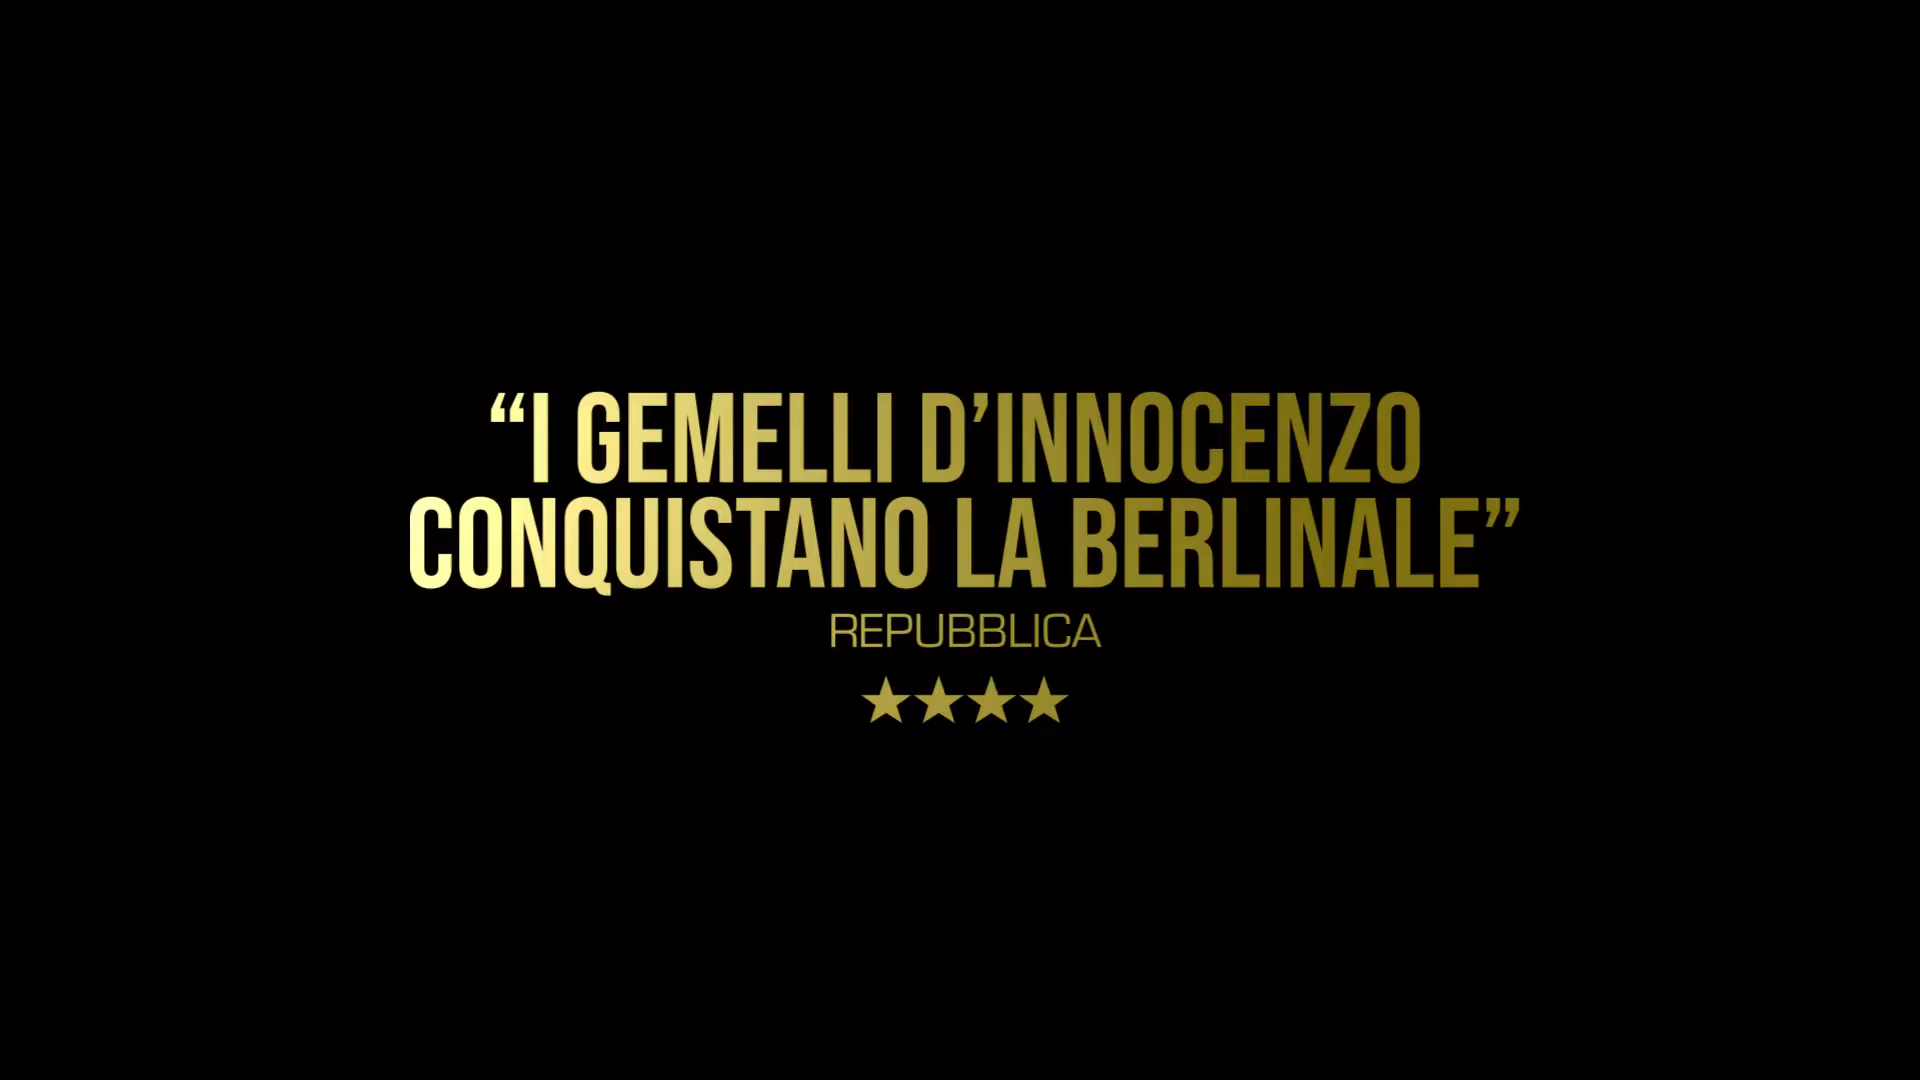 “I GEMELLI D’INNOCENZO
CONQUISTANO LA BERLINALE”
REPUBBLICA
★★★★